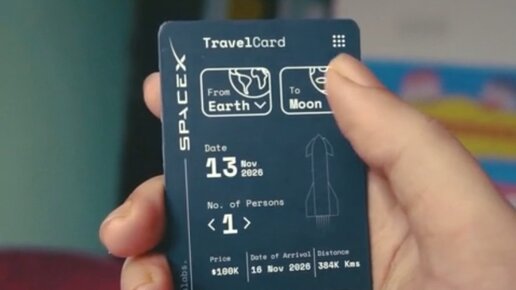 SPACEX
TravelCard
From
Earth
To
Moon
Date
13 Nov
2026
No. of Persons
<1>
Price
$100K
Date of Arrival
16 Nov 2026
Distance
384K Kms
labs.